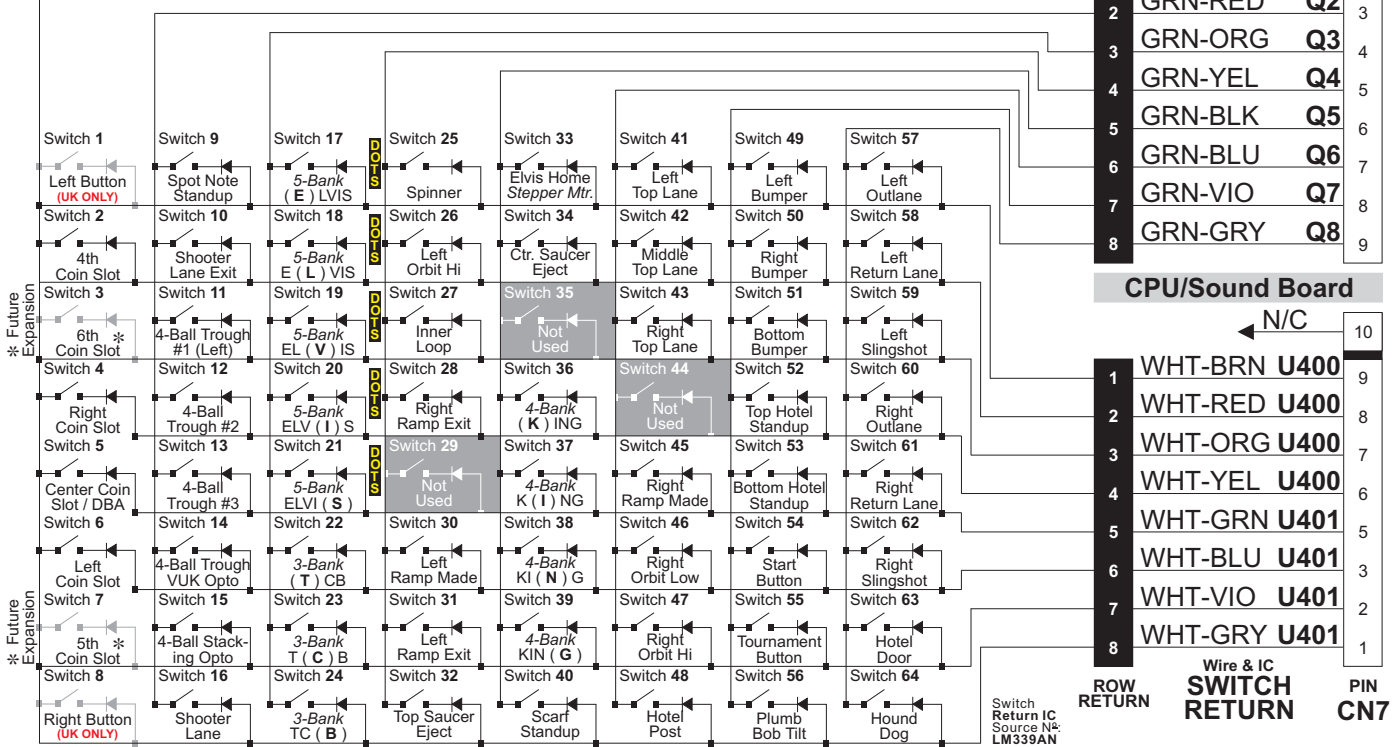 2 GRN-RED Q2 3
3 GRN-ORG Q3 4
4 GRN-YEL Q4 5
5 GRN-BLK Q5 6
6 GRN-BLU Q6 7
7 GRN-VIO Q7 8
8 GRN-GRY Q8 9
Switch 1 Switch 9 Switch 17 DOTS Switch 25 Switch 33 Switch 41 Switch 49 Switch 57
Left Button Spot Note 5-Bank Spinner Elvis Home Left Left Left
(UK ONLY) Standup ( E ) LVIS Stepper Mtr. Top Lane Bumper Outlane
Switch 2 Switch 10 Switch 18 DOTS Switch 26 Switch 34 Switch 42 Switch 50 Switch 58
4th Shooter 5-Bank Left Ctr. Saucer Middle Right Left
Coin Slot Lane Exit E ( L ) VIS Orbit Hi Eject Top Lane Bumper Return Lane
* Future Expansion
Switch 3 Switch 11 Switch 19 DOTS Switch 27 Switch 35 Switch 43 Switch 51 Switch 59
6th * 4-Ball Trough 5-Bank Inner Not Right Bottom Left
Coin Slot #1 (Left) EL ( V ) IS Loop Used Top Lane Bumper Slingshot
Switch 4 Switch 12 Switch 20 DOTS Switch 28 Switch 36 Switch 44 Switch 52 Switch 60
Right 4-Ball 5-Bank Right 4-Bank Not Top Hotel Right
Coin Slot Trough #2 ELV ( I ) S Ramp Exit ( K ) ING Used Standup Outlane
Switch 5 Switch 13 Switch 21 DOTS Switch 29 Switch 37 Switch 45 Switch 53 Switch 61
Center Coin 4-Ball 5-Bank Not 4-Bank Right Bottom Hotel Right
Slot / DBA Trough #3 ELVI ( S ) Used K ( I ) NG Ramp Made Standup Return Lane
Switch 6 Switch 14 Switch 22 Switch 30 Switch 38 Switch 46 Switch 54 Switch 62
Left 4-Ball Trough 3-Bank Left 4-Bank Right Start Right
Coin Slot VUK Opto ( T ) CB Ramp Made KI ( N ) G Orbit Low Button Slingshot
* Future Expansion
Switch 7 Switch 15 Switch 23 Switch 31 Switch 39 Switch 47 Switch 55 Switch 63
5th * 4-Ball Stack- 3-Bank Left 4-Bank Right Tournament Hotel
Coin Slot ing Opto T ( C ) B Ramp Exit KIN ( G ) Orbit Hi Button Door
Switch 8 Switch 16 Switch 24 Switch 32 Switch 40 Switch 48 Switch 56 Switch 64
Right Button Shooter 3-Bank Top Saucer Scarf Hotel Plumb Hound
(UK ONLY) Lane TC ( B ) Eject Standup Post Bob Tilt Dog
CPU/Sound Board
N/C 10
1 WHT-BRN U400 9
2 WHT-RED U400 8
3 WHT-ORG U400 7
4 WHT-YEL U400 6
5 WHT-GRN U401 5
6 WHT-BLU U401 3
7 WHT-VIO U401 2
8 WHT-GRY U401 1
ROW RETURN
Wire & IC
SWITCH RETURN
PIN CN7
Switch
Return IC
Source Nº:
LM339AN